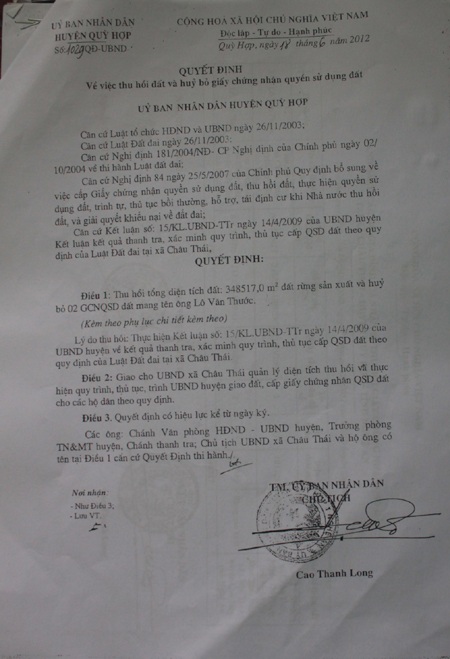 UỶ BAN NHÂN DÂN
HUYỆN QUỲ HỢP
Số: 1029/QĐ-UBND
CỘNG HOÀ XÃ HỘI CHỦ NGHĨA VIỆT NAM
Độc lập - Tự do - Hạnh phúc
Quỳ Hợp, ngày 18 tháng 6 năm 2012
QUYẾT ĐỊNH
Về việc thu hồi đất và huỷ bỏ giấy chứng nhận quyền sử dụng đất
UỶ BAN NHÂN DÂN HUYỆN QUỲ HỢP
Căn cứ Luật tổ chức HĐND và UBND ngày 26/11/2003;
Căn cứ Luật Đất đai ngày 26/11/2003;
Căn cứ Nghị định 181/2004/NĐ- CP Nghị định của Chính phủ ngày 02/
10/2004 về thi hành Luật đất đai;
Căn cứ Nghị định 84 ngày 25/5/2007 của Chính phủ Quy định bổ sung về
việc cấp Giấy chứng nhận quyền sử dụng đất, thu hồi đất, thực hiện quyền sử
dụng đất, trình tự, thủ tục bồi thường, hỗ trợ, tái định cư khi Nhà nước thu hồi
đất, và giải quyết khiếu nại về đất đai;
Căn cứ Kết luận số: 15/KL.UBND-TTr ngày 14/4/2009 của UBND huyện
Kết luận kết quả thanh tra, xác minh quy trình, thủ tục cấp QSD đất theo quy
định của Luật Đất đai tại xã Châu Thái,
QUYẾT ĐỊNH:
Điều 1: Thu hồi tổng diện tích đất: 348517,0 m² đất rừng sản xuất và huỷ
bỏ 02 GCNQSD đất mang tên ông Lô Văn Thước.
(Kèm theo phụ lục chi tiết kèm theo)
Lý do thu hồi: Thực hiện Kết luận số: 15/KL.UBND-TTr ngày 14/4/2009 của
UBND huyện về kết quả thanh tra, xác minh quy trình, thủ tục cấp QSD đất theo
quy định của Luật Đất đai tại xã Châu Thái.
Điều 2: Giao cho UBND xã Châu Thái quản lý diện tích thu hồi và thực
hiện quy trình, thủ tục, trình UBND huyện giao đất, cấp giấy chứng nhận QSD đất
cho các hộ dân theo quy định.
Điều 3. Quyết định có hiệu lực kể từ ngày ký.
Các ông: Chánh Văn phòng HĐND - UBND huyện, Trưởng phòng
TN&MT huyện, Chánh thanh tra; Chủ tịch UBND xã Châu Thái và hộ ông có
tên tại Điều 1 căn cứ Quyết Định thi hành./.
Nơi nhận:
- Như Điều 3;
- Lưu VT.
TM. UỶ BAN NHÂN DÂN
CHỦ TỊCH
Cao Thanh Long